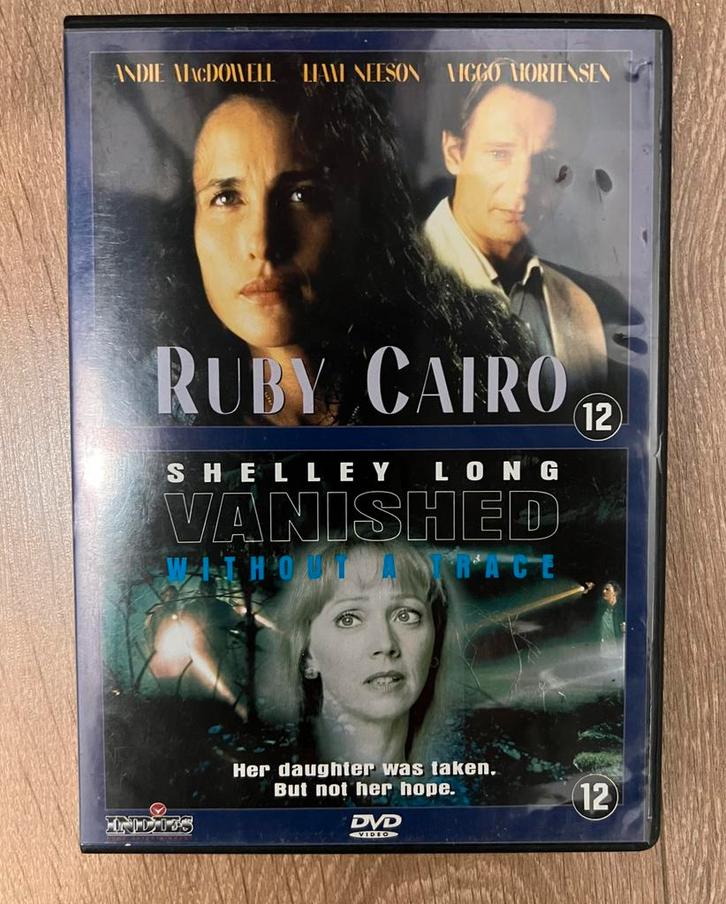 ANDIE MACDOWELL LIAM NEESON VIGGO MORTENSEN
RUBY CAIRO
12
SHELLEY LONG
VANISHED
WITHOUT A TRACE
Her daughter was taken.
But not her hope.
12
INDIES
DVD
VIDEO